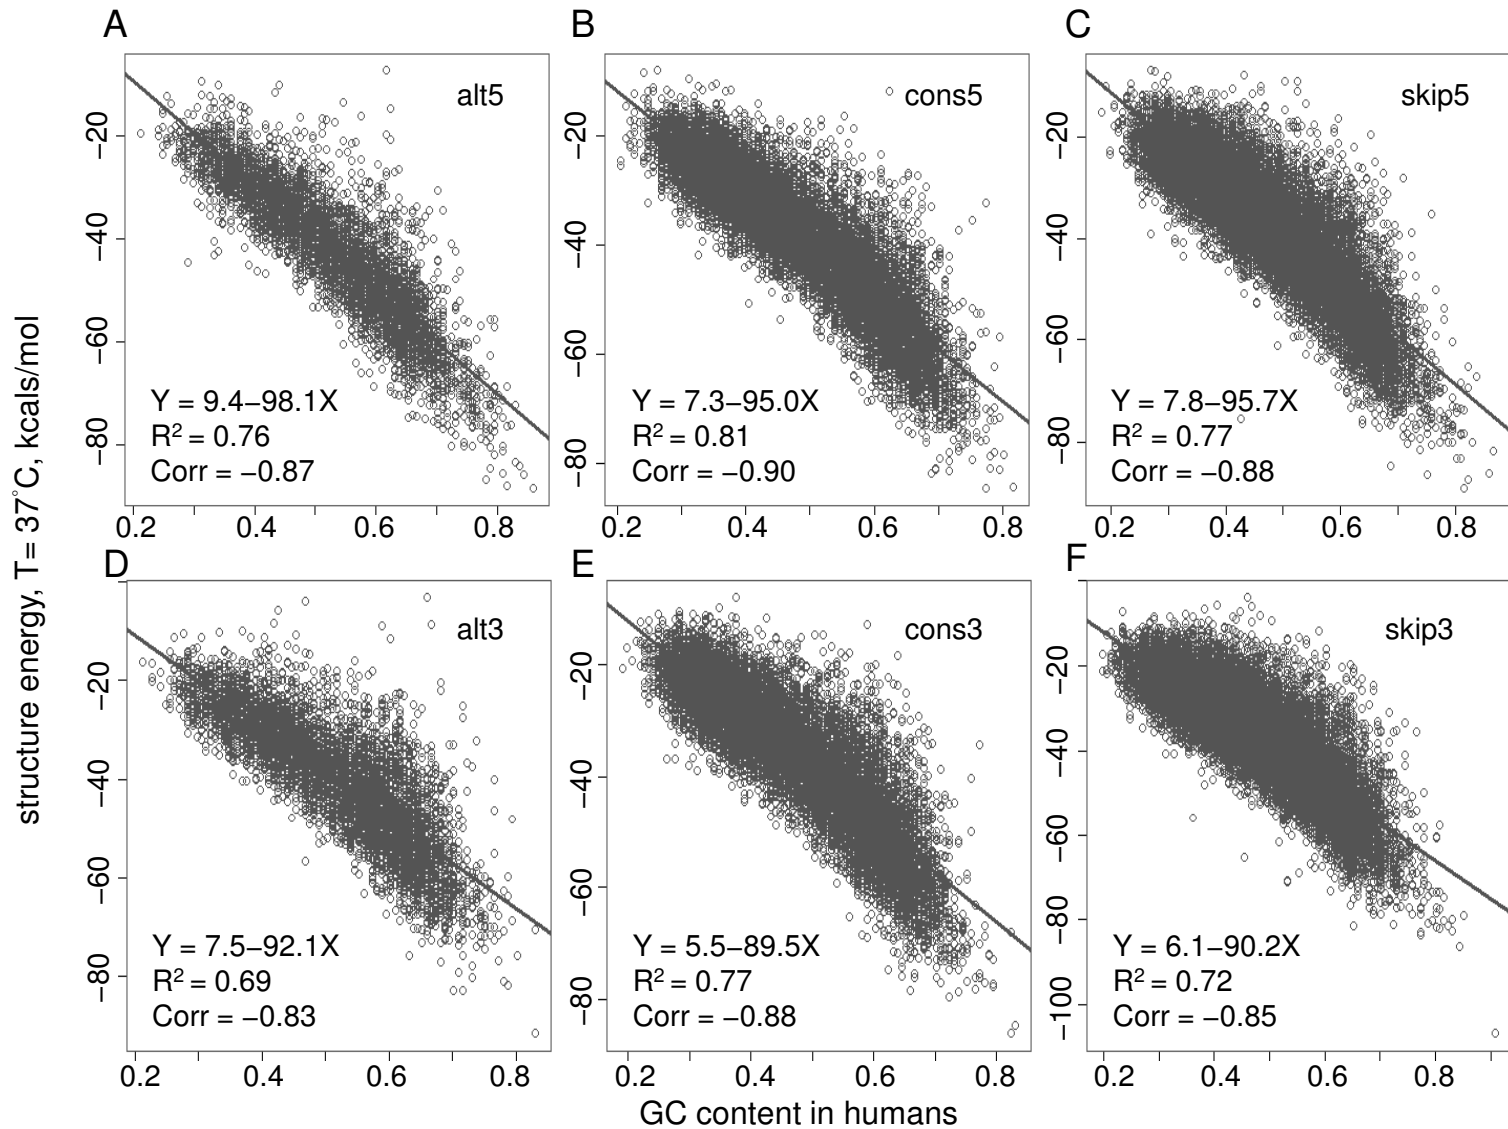 A
B
C
alt5
cons5
skip5
−20
−40
−60
−80
−20
−40
−60
−80
−20
−40
−60
−80
Y = 9.4−98.1X
R² = 0.76
Corr = −0.87
Y = 7.3−95.0X
R² = 0.81
Corr = −0.90
Y = 7.8−95.7X
R² = 0.77
Corr = −0.88
0.2 0.4 0.6 0.8
0.2 0.4 0.6 0.8
0.2 0.4 0.6 0.8
structure energy, T = 37°C, kcals/mol
D
E
F
alt3
cons3
skip3
−20
−40
−60
−80
−20
−40
−60
−80
−20
−40
−60
−80
−100
Y = 7.5−92.1X
R² = 0.69
Corr = −0.83
Y = 5.5−89.5X
R² = 0.77
Corr = −0.88
Y = 6.1−90.2X
R² = 0.72
Corr = −0.85
0.2 0.4 0.6 0.8
0.2 0.4 0.6 0.8
0.2 0.4 0.6 0.8
GC content in humans